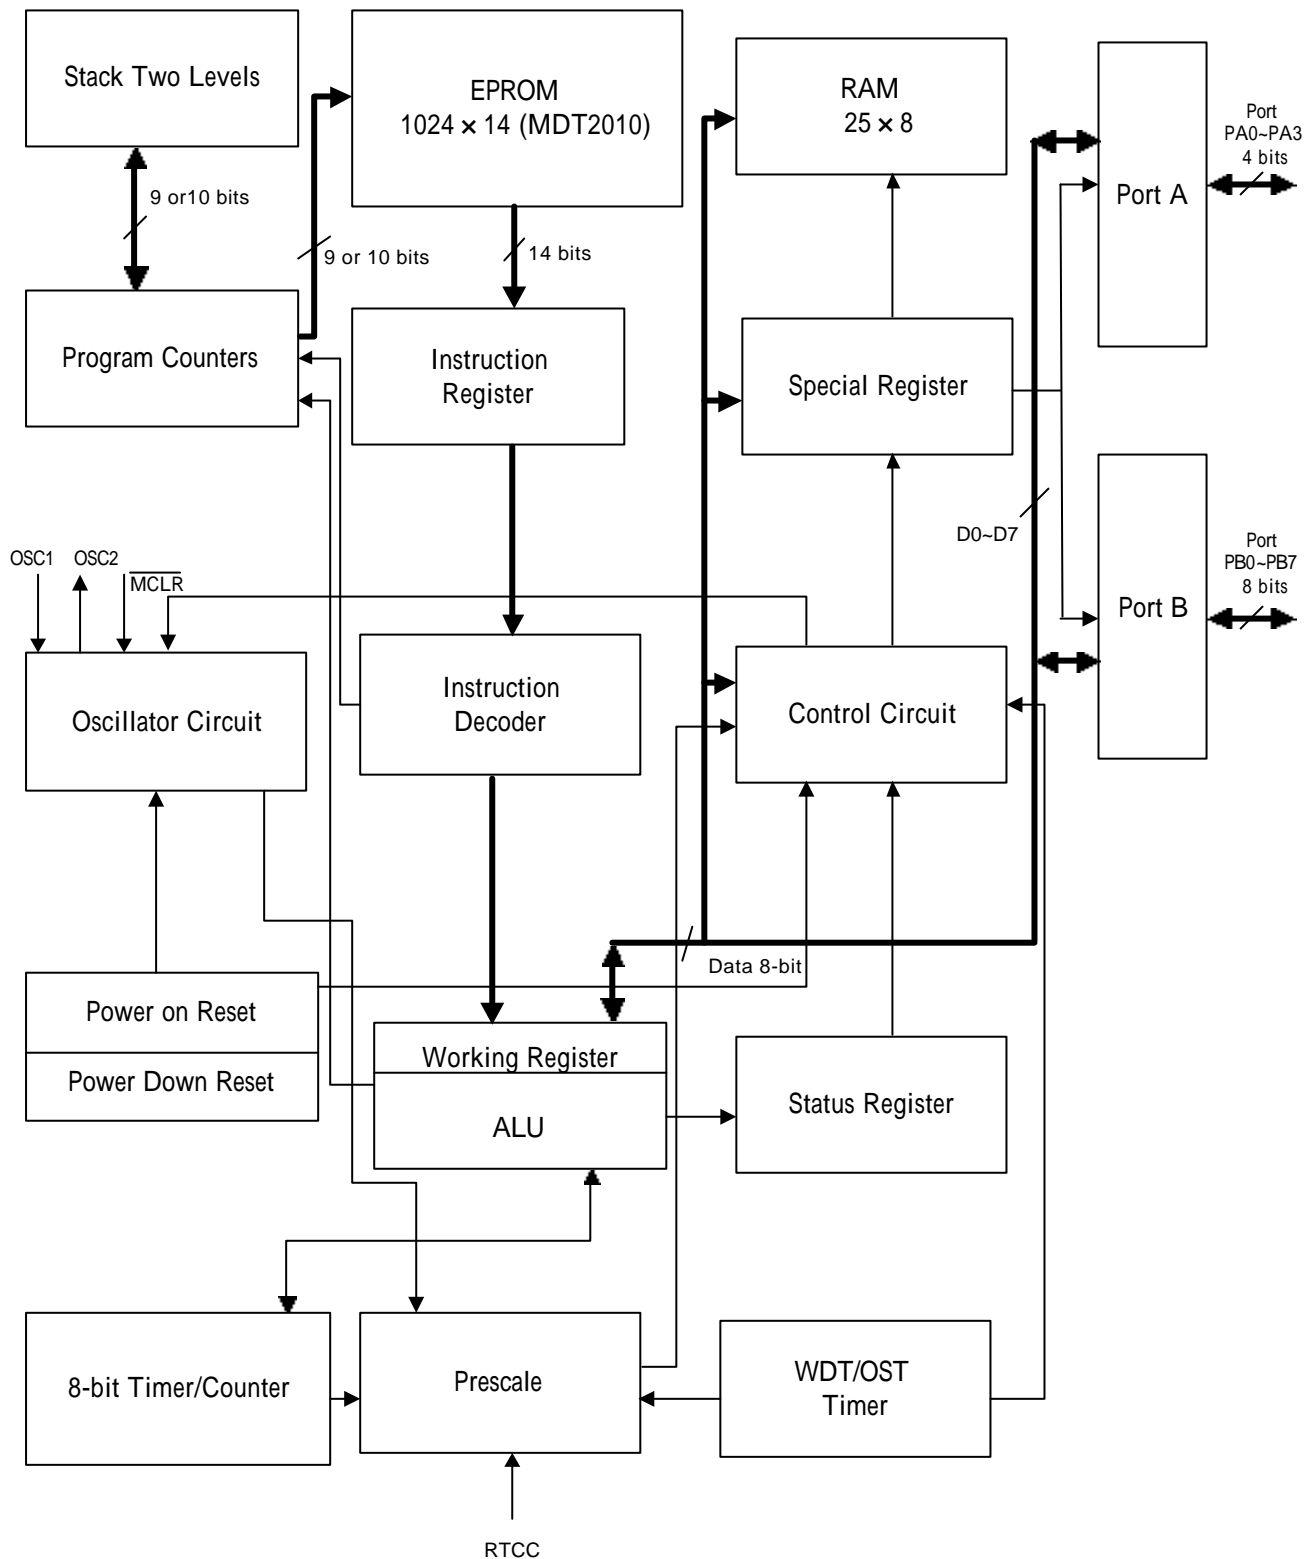 Stack Two Levels
EPROM
1024 × 14 (MDT2010)
RAM
25 × 8
Port
PA0~PA3
4 bits
Port A
9 or10 bits
9 or 10 bits
14 bits
Program Counters
Instruction
Register
Special Register
D0~D7
Port
PB0~PB7
8 bits
Port B
OSC1
OSC2
MCLR
Oscillator Circuit
Instruction
Decoder
Control Circuit
Data 8-bit
Power on Reset
Power Down Reset
Working Register
ALU
Status Register
8-bit Timer/Counter
Prescale
WDT/OST
Timer
RTCC